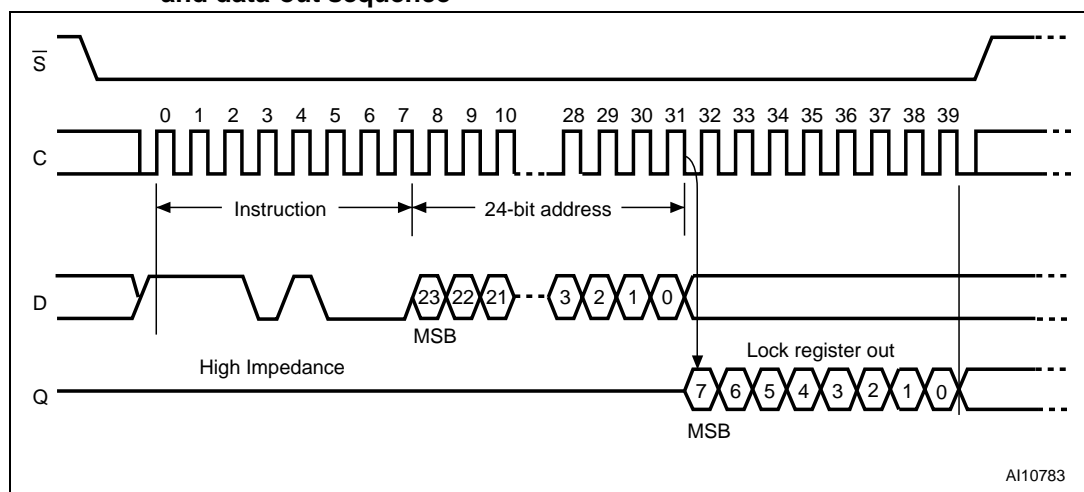 and data-out sequence
S
0 1 2 3 4 5 6 7 8 9 10 28 29 30 31 32 33 34 35 36 37 38 39
C
Instruction 24-bit address
D 23 22 21 3 2 1 0
MSB
High Impedance Lock register out
Q 7 6 5 4 3 2 1 0
MSB
AI10783